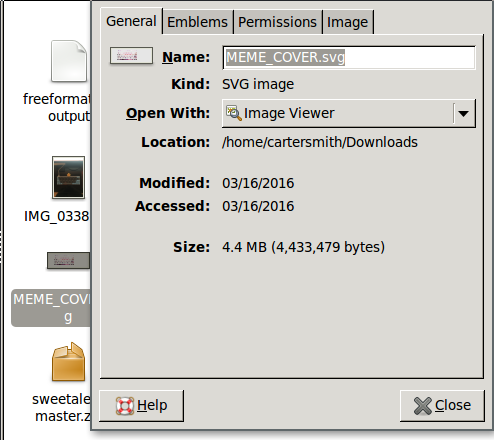 General
Emblems
Permissions
Image
Name: MEME_COVER.svg
Kind: SVG image
Open With: Image Viewer
Location: /home/cartersmith/Downloads
Modified: 03/16/2016
Accessed: 03/16/2016
Size: 4.4 MB (4,433,479 bytes)
Help
Close
freeformat
output
IMG_0338
MEME_COV
g
sweetale
master.z